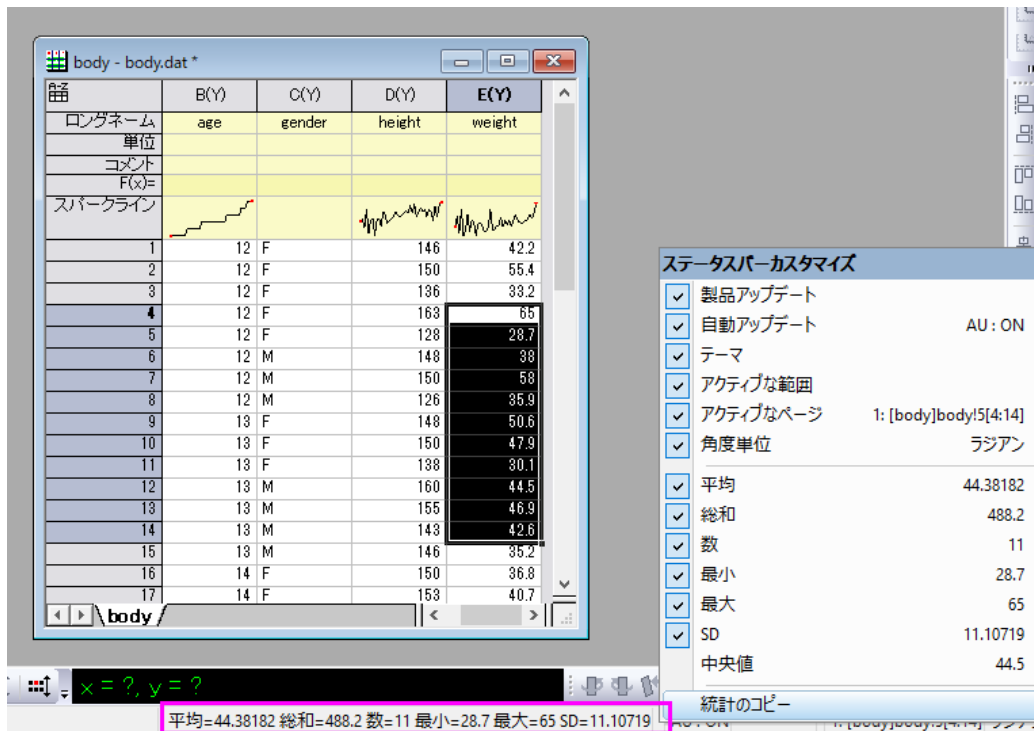 body - body.dat *
B(Y) C(Y) D(Y) E(Y)
ロングネーム age gender height weight
単位
コメント
F(x)=
スパークライン
1 12 F 146 42.2
2 12 F 150 55.4
3 12 F 136 33.2
4 12 F 163 65
5 12 F 128 28.7
6 12 M 148 38
7 12 M 150 58
8 12 M 126 35.9
9 13 F 148 50.6
10 13 F 150 47.9
11 13 F 138 30.1
12 13 M 160 44.5
13 13 M 155 46.9
14 13 M 143 42.6
15 13 M 146 35.2
16 14 F 150 36.8
17 14 F 153 40.7
body
ステータスバーカスタマイズ
製品アップデート
自動アップデート AU : ON
テーマ
アクティブな範囲
アクティブなページ 1: [body]body!5[4:14]
角度単位 ラジアン
平均 44.38182
総和 488.2
数 11
最小 28.7
最大 65
SD 11.10719
中央値 44.5
統計のコピー
x = ?, y = ?
平均=44.38182 総和=488.2 数=11 最小=28.7 最大=65 SD=11.10719